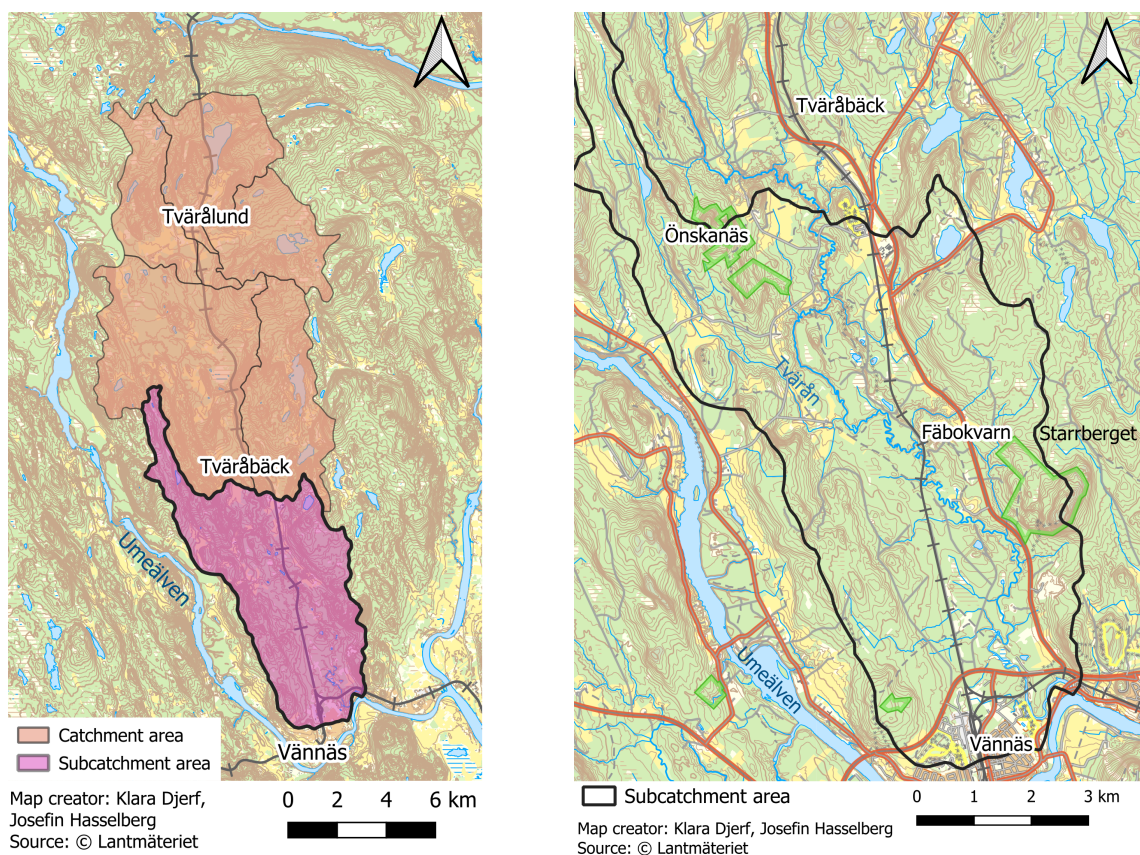 Tvärålund
Tväråbäck
Umeälven
Vännäs
Catchment area
Subcatchment area
Map creator: Klara Djerf,
Josefin Hasselberg
Source: © Lantmäteriet
0 2 4 6 km
Tväråbäck
Önskanäs
Tvärån
Fäbokvarn
Starrberget
Umeälven
Vännäs
Subcatchment area
0 1 2 3 km
Map creator: Klara Djerf, Josefin Hasselberg
Source: © Lantmäteriet